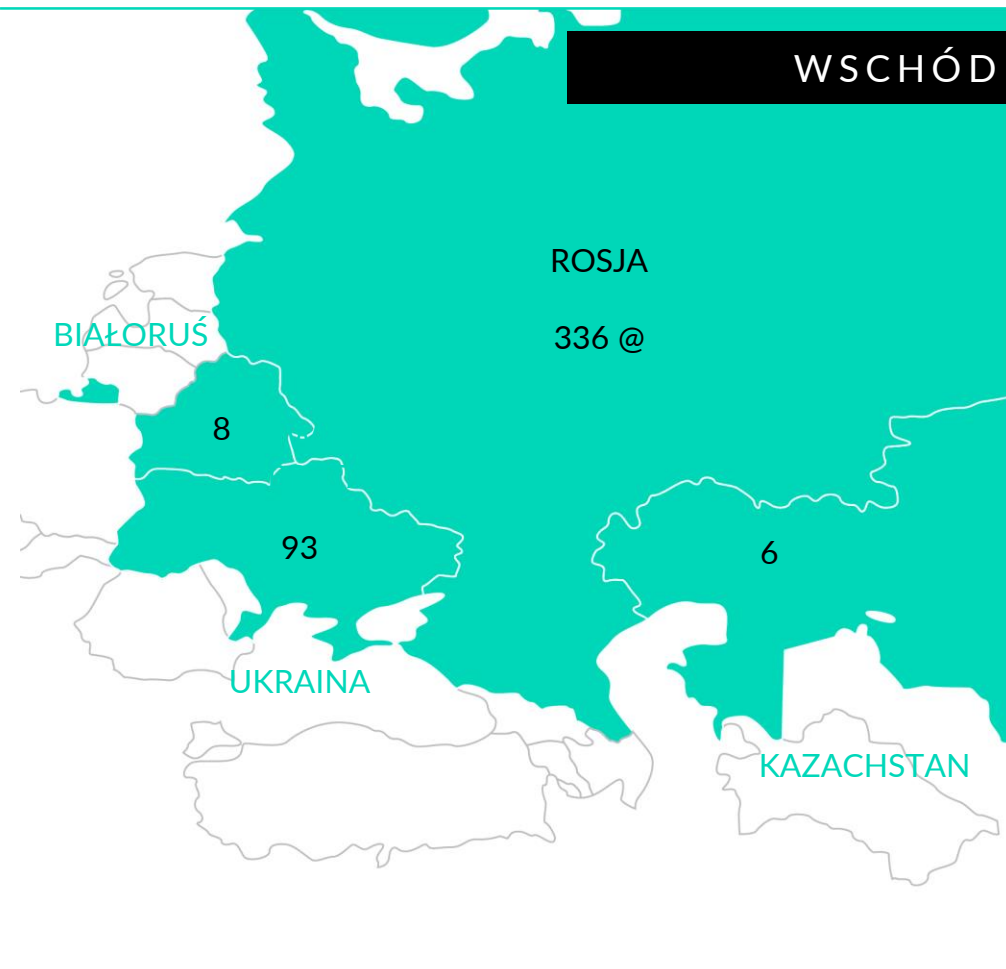 WSCHÓD
ROSJA
336 @
BIAŁORUŚ
8
93
6
UKRAINA
KAZACHSTAN